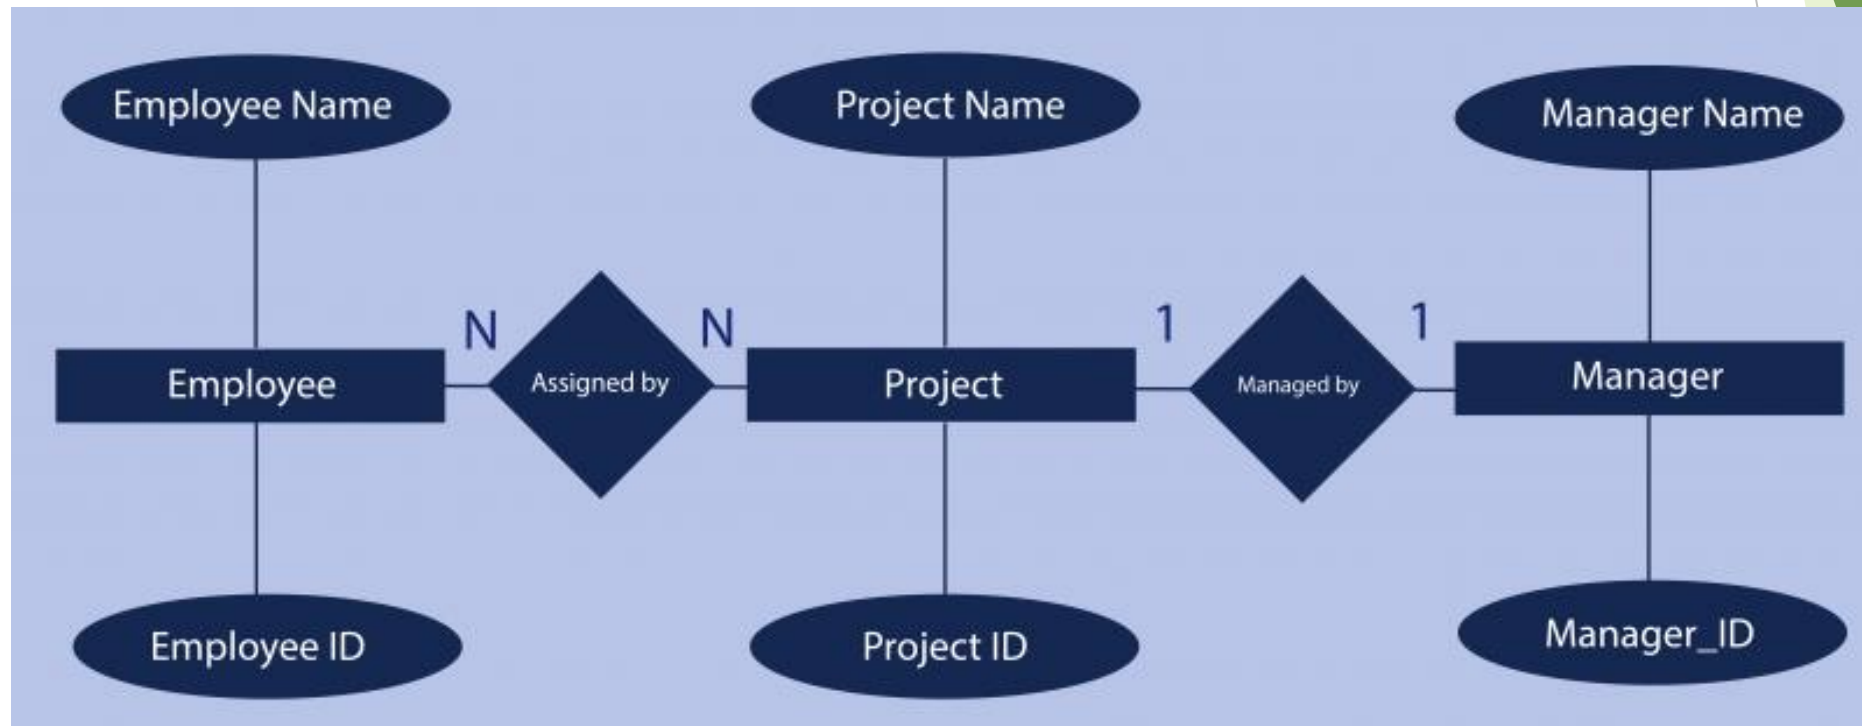 Employee Name
Project Name
Manager Name
N
N
1
1
Employee
Assigned by
Project
Managed by
Manager
Employee ID
Project ID
Manager_ID